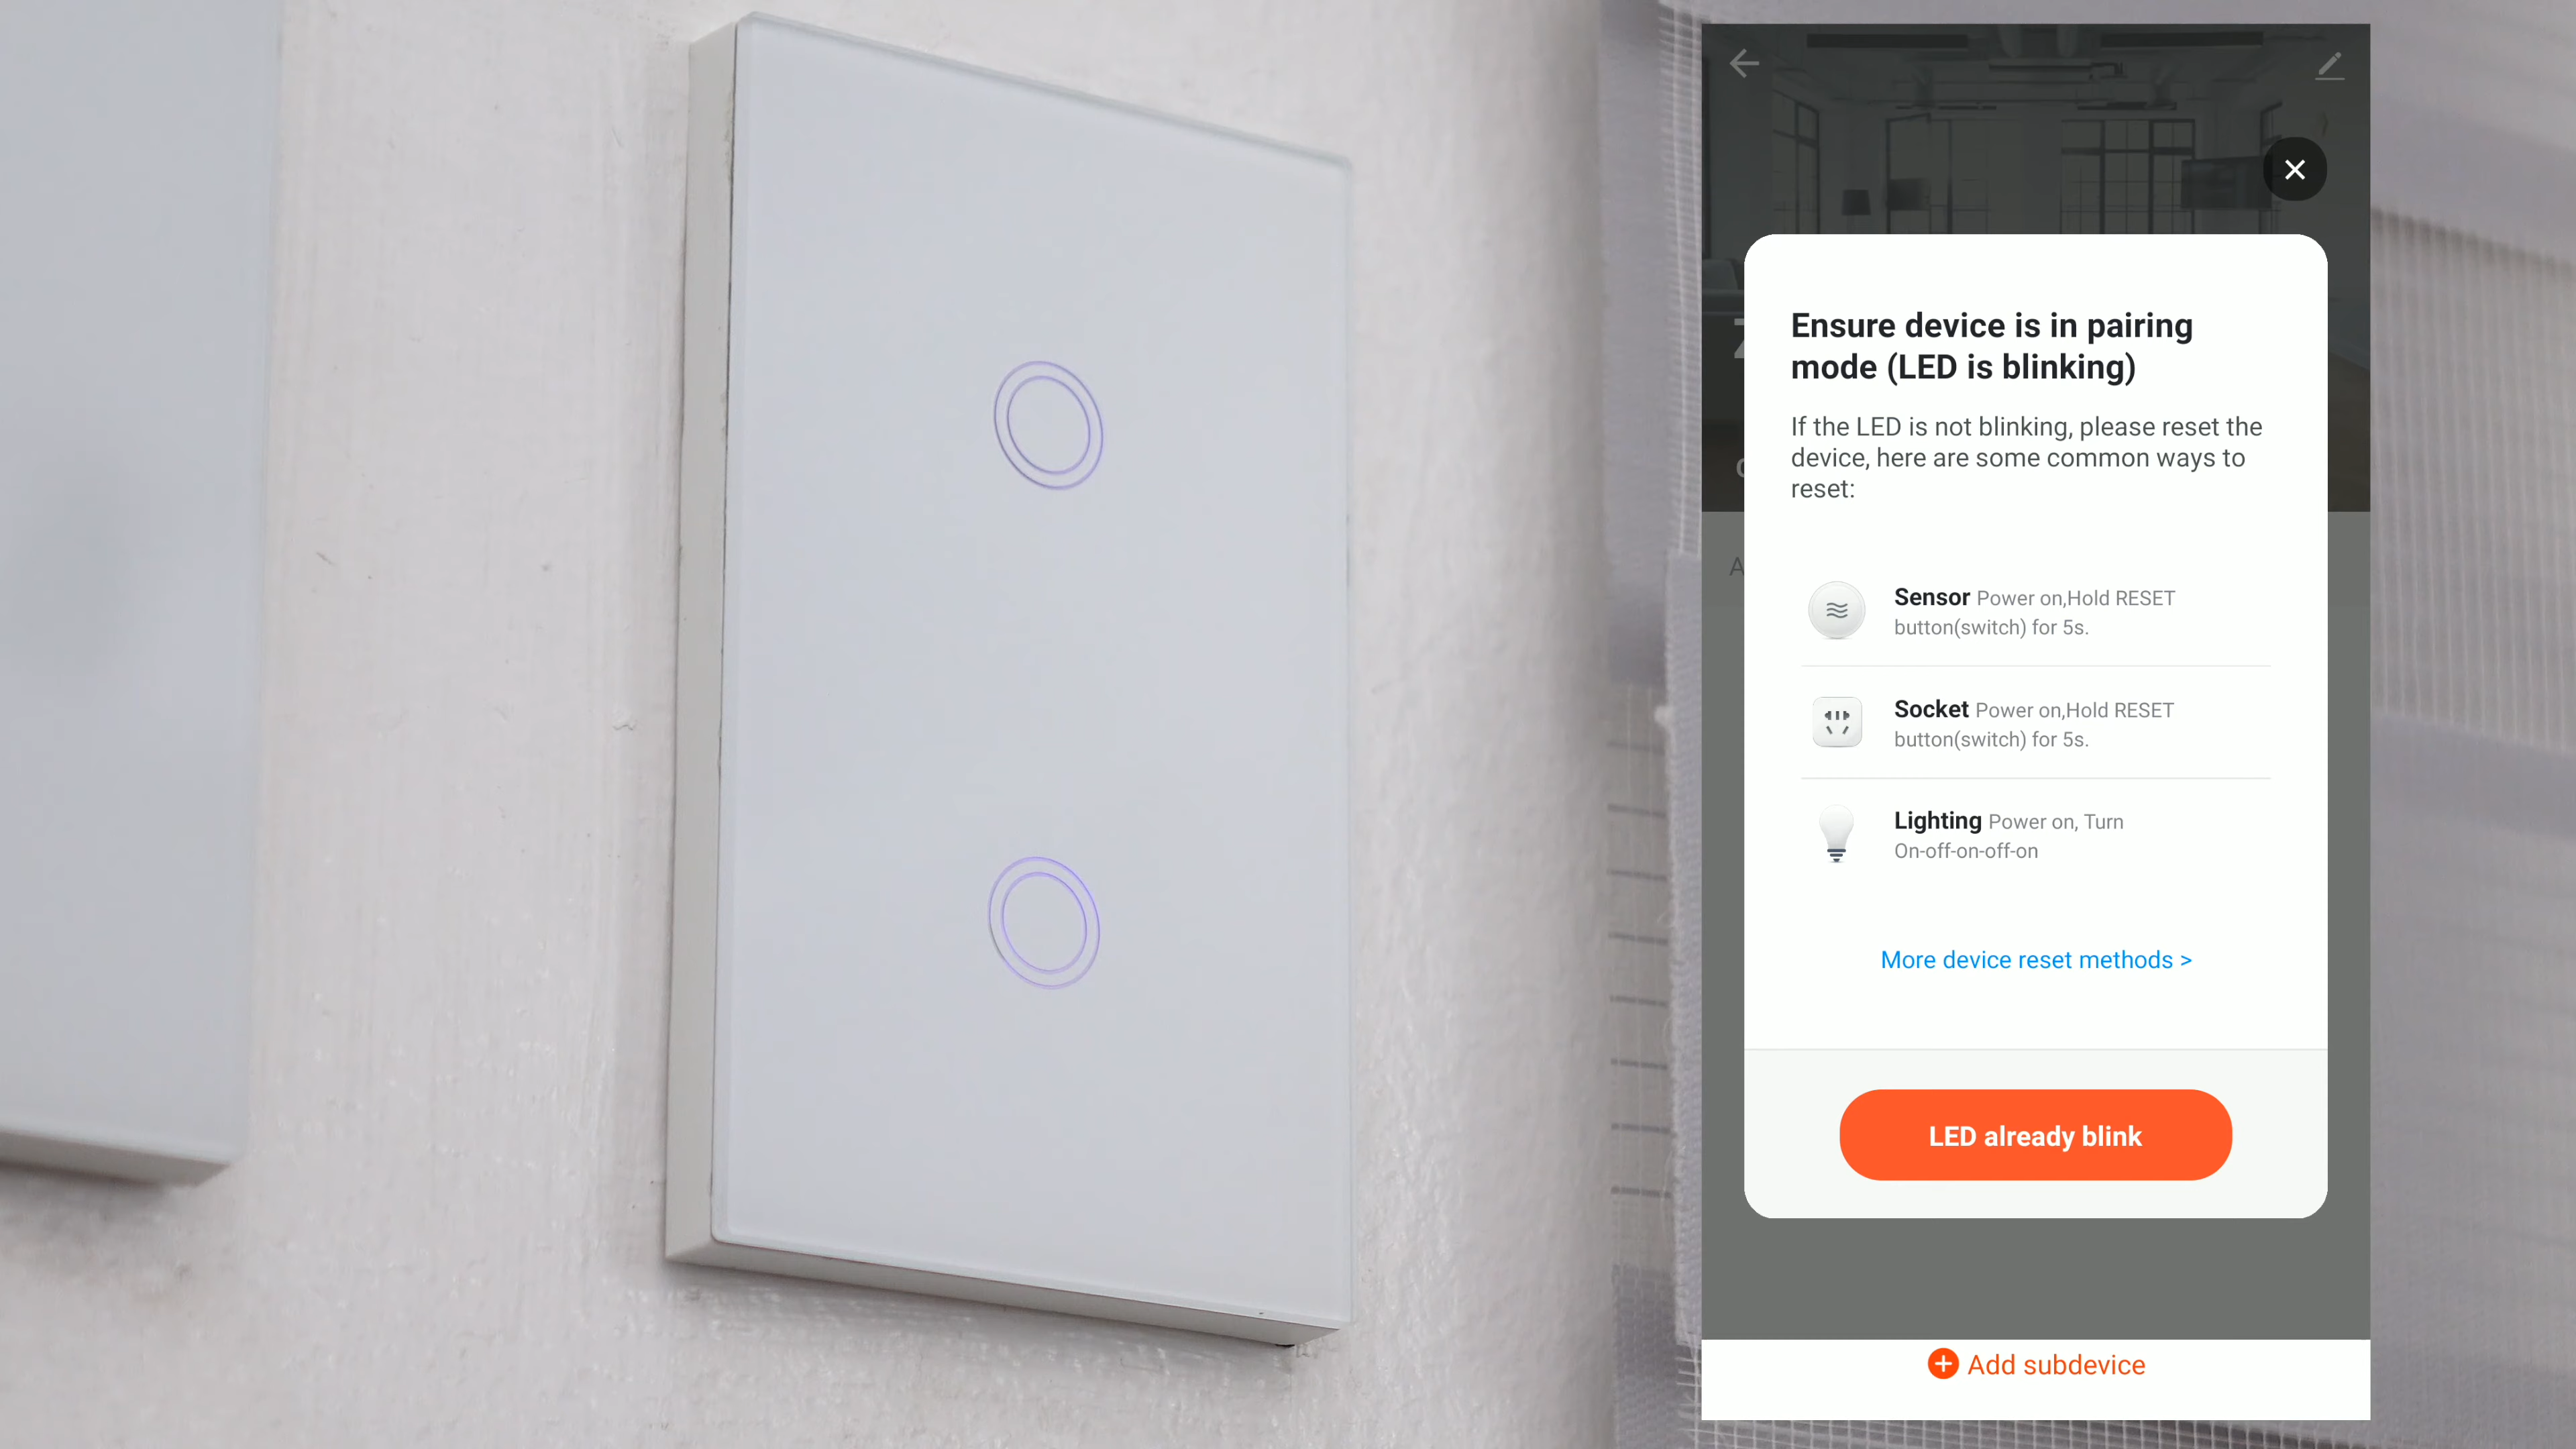 Ensure device is in pairing
mode (LED is blinking)
If the LED is not blinking, please reset the
device, here are some common ways to
reset:
Sensor Power on,Hold RESET
button(switch) for 5s.
Socket Power on,Hold RESET
button(switch) for 5s.
Lighting Power on, Turn
On-off-on-off-on
More device reset methods >
LED already blink
Add subdevice